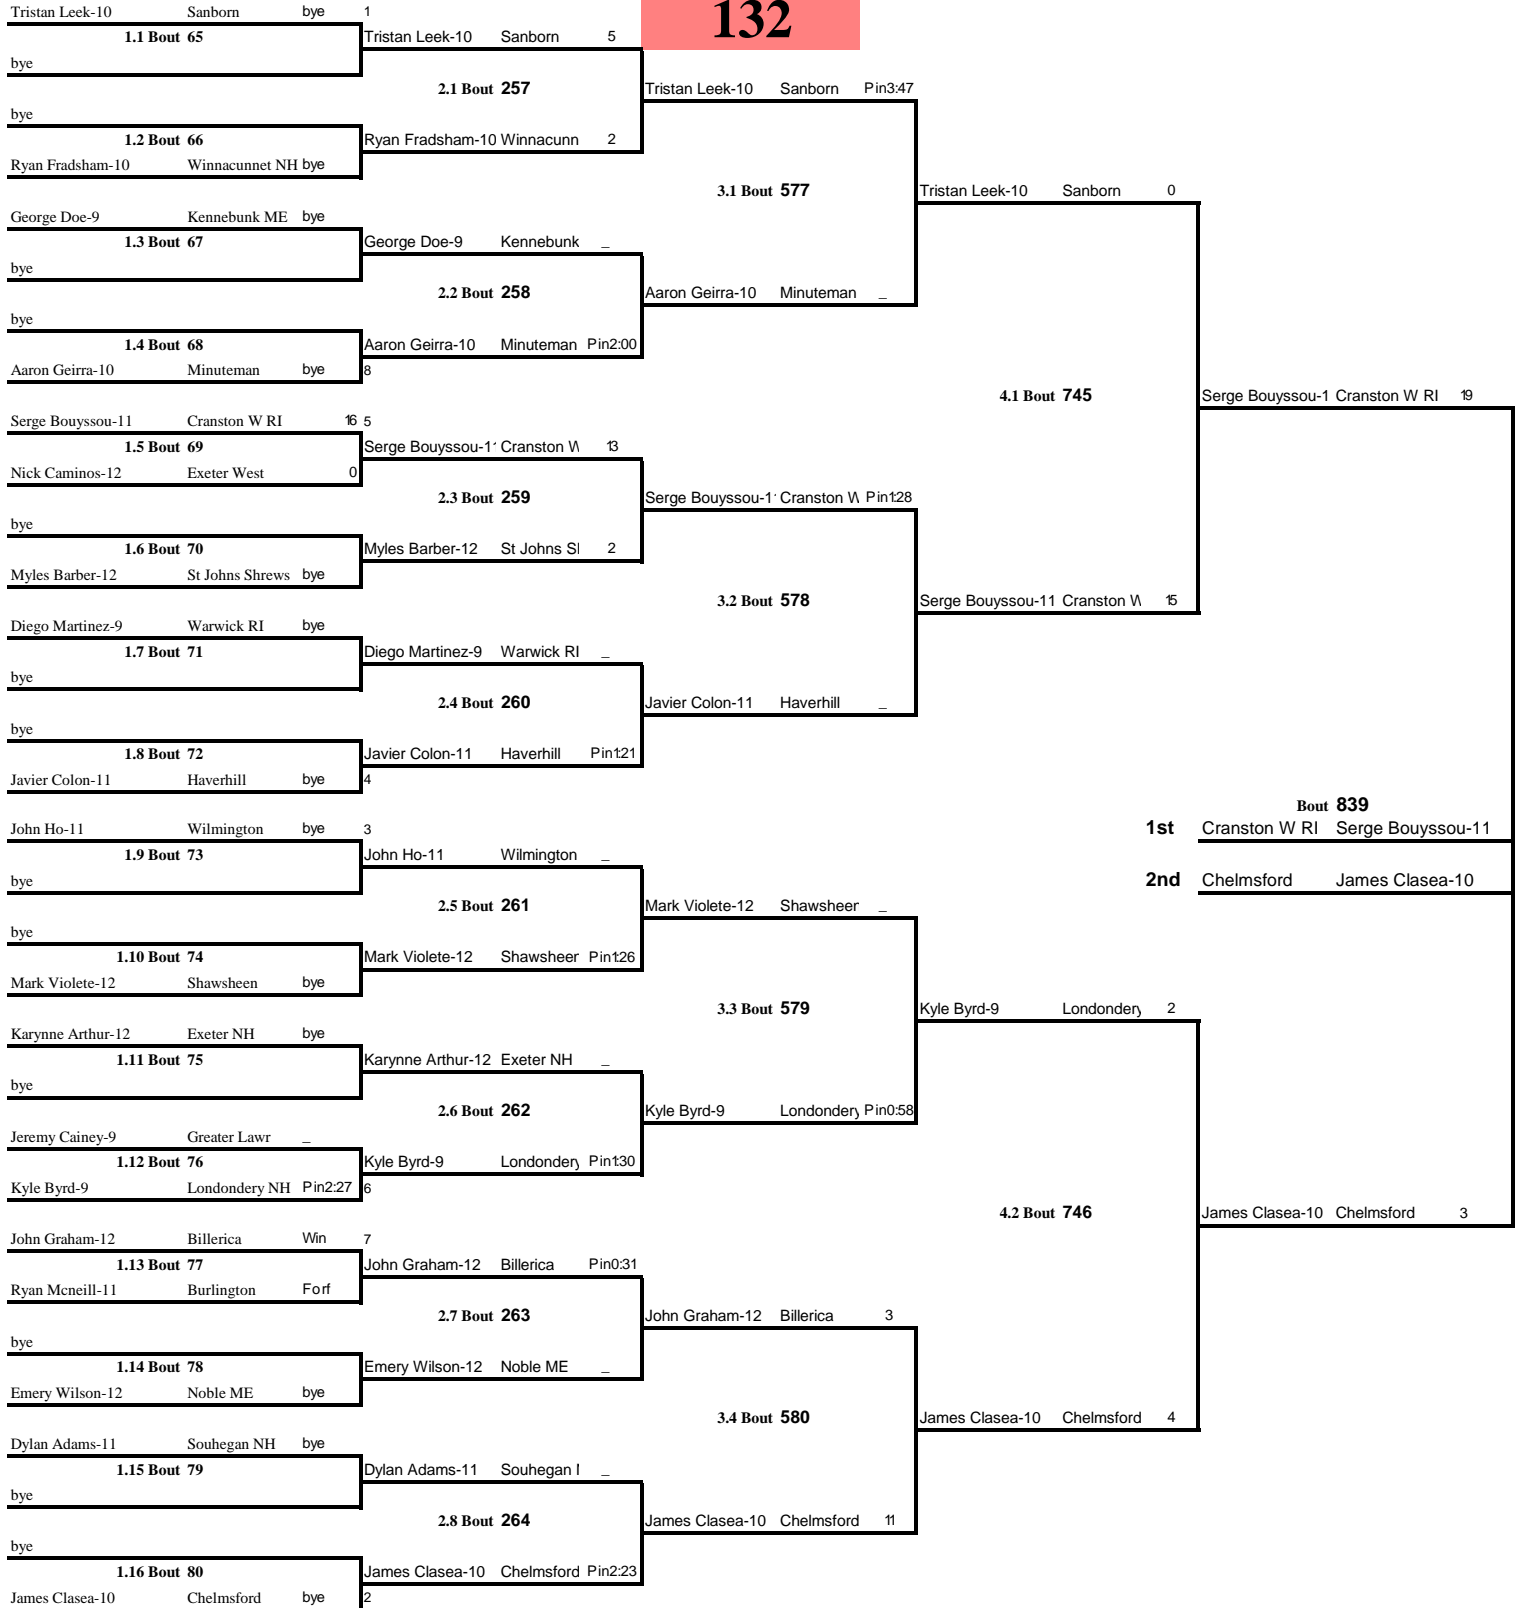 132
Tristan Leek-10 Sanborn bye 1
1.1 Bout 65
bye
bye
1.2 Bout 66
Ryan Fradsham-10 Winnacunnet NH bye
George Doe-9 Kennebunk ME bye
1.3 Bout 67
bye
bye
1.4 Bout 68
Aaron Geirra-10 Minuteman bye 8
Serge Bouyssou-11 Cranston W RI 16 5
1.5 Bout 69
Nick Caminos-12 Exeter West 0
bye
1.6 Bout 70
Myles Barber-12 St Johns Shrews bye
Diego Martinez-9 Warwick RI bye
1.7 Bout 71
bye
bye
1.8 Bout 72
Javier Colon-11 Haverhill bye 4
John Ho-11 Wilmington bye 3
1.9 Bout 73
bye
bye
1.10 Bout 74
Mark Violete-12 Shawsheen bye
Karynne Arthur-12 Exeter NH bye
1.11 Bout 75
bye
Jeremy Cainey-9 Greater Lawr _
1.12 Bout 76
Kyle Byrd-9 Londondery NH Pin2:27 6
John Graham-12 Billerica Win 7
1.13 Bout 77
Ryan Mcneill-11 Burlington Forf
bye
1.14 Bout 78
Emery Wilson-12 Noble ME bye
Dylan Adams-11 Souhegan NH bye
1.15 Bout 79
bye
bye
1.16 Bout 80
James Clasea-10 Chelmsford bye 2
Tristan Leek-10 Sanborn 5
2.1 Bout 257
Ryan Fradsham-10 Winnacunn 2
George Doe-9 Kennebunk _
2.2 Bout 258
Aaron Geirra-10 Minuteman Pin2:00
Serge Bouyssou-1 Cranston W 13
2.3 Bout 259
Myles Barber-12 St Johns S 2
Diego Martinez-9 Warwick RI _
2.4 Bout 260
Javier Colon-11 Haverhill Pin1:21
John Ho-11 Wilmington _
2.5 Bout 261
Mark Violete-12 Shawsheer Pin1:26
Karynne Arthur-12 Exeter NH _
2.6 Bout 262
Kyle Byrd-9 Londondery Pin1:30
John Graham-12 Billerica Pin0:31
2.7 Bout 263
Emery Wilson-12 Noble ME _
Dylan Adams-11 Souhegan _
2.8 Bout 264
James Clasea-10 Chelmsford Pin2:23
Tristan Leek-10 Sanborn Pin3:47
3.1 Bout 577
Aaron Geirra-10 Minuteman _
Serge Bouyssou-1 Cranston W Pin1:28
3.2 Bout 578
Javier Colon-11 Haverhill _
Mark Violete-12 Shawsheer _
3.3 Bout 579
Kyle Byrd-9 Londondery Pin0:58
John Graham-12 Billerica 3
3.4 Bout 580
James Clasea-10 Chelmsford 11
Tristan Leek-10 Sanborn 0
4.1 Bout 745
Serge Bouyssou-11 Cranston W 15
Kyle Byrd-9 Londondery 2
4.2 Bout 746
James Clasea-10 Chelmsford 4
Serge Bouyssou-1 Cranston W RI 19
Bout 839
1st Cranston W RI Serge Bouyssou-11
2nd Chelmsford James Clasea-10
James Clasea-10 Chelmsford 3